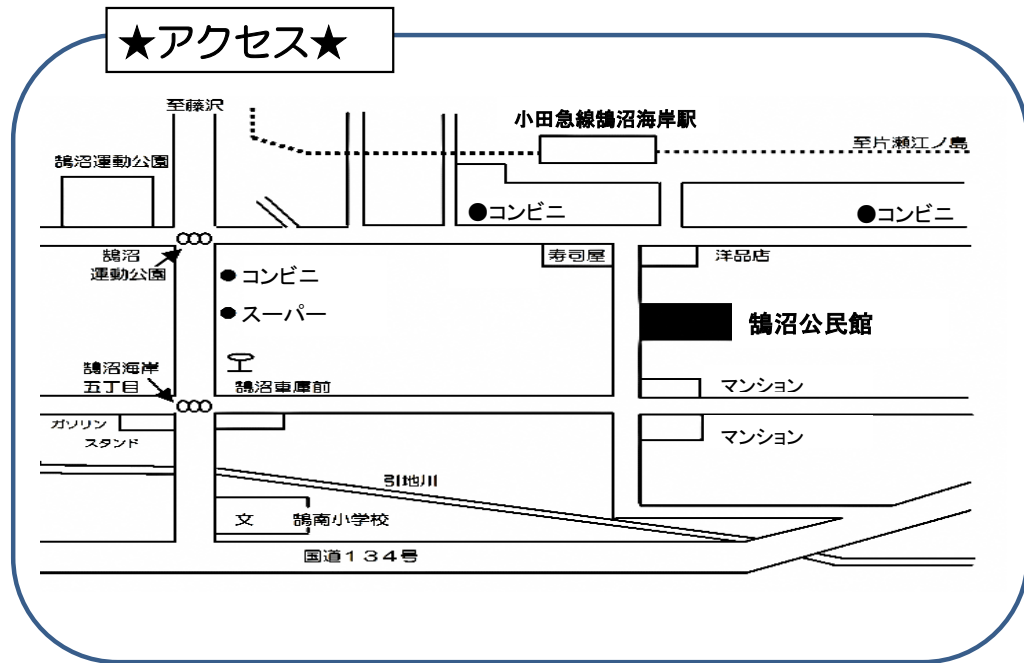 ★アクセス★
至藤沢
小田急線鵠沼海岸駅
至片瀬江ノ島
鵠沼運動公園
●コンビニ
●コンビニ
鵠沼
運動公園
寿司屋
洋品店
●コンビニ
●スーパー
鵠沼公民館
鵠沼海岸
五丁目
鵠沼車庫前
マンション
ガソリン
スタンド
マンション
引地川
文
鵠南小学校
国道134号